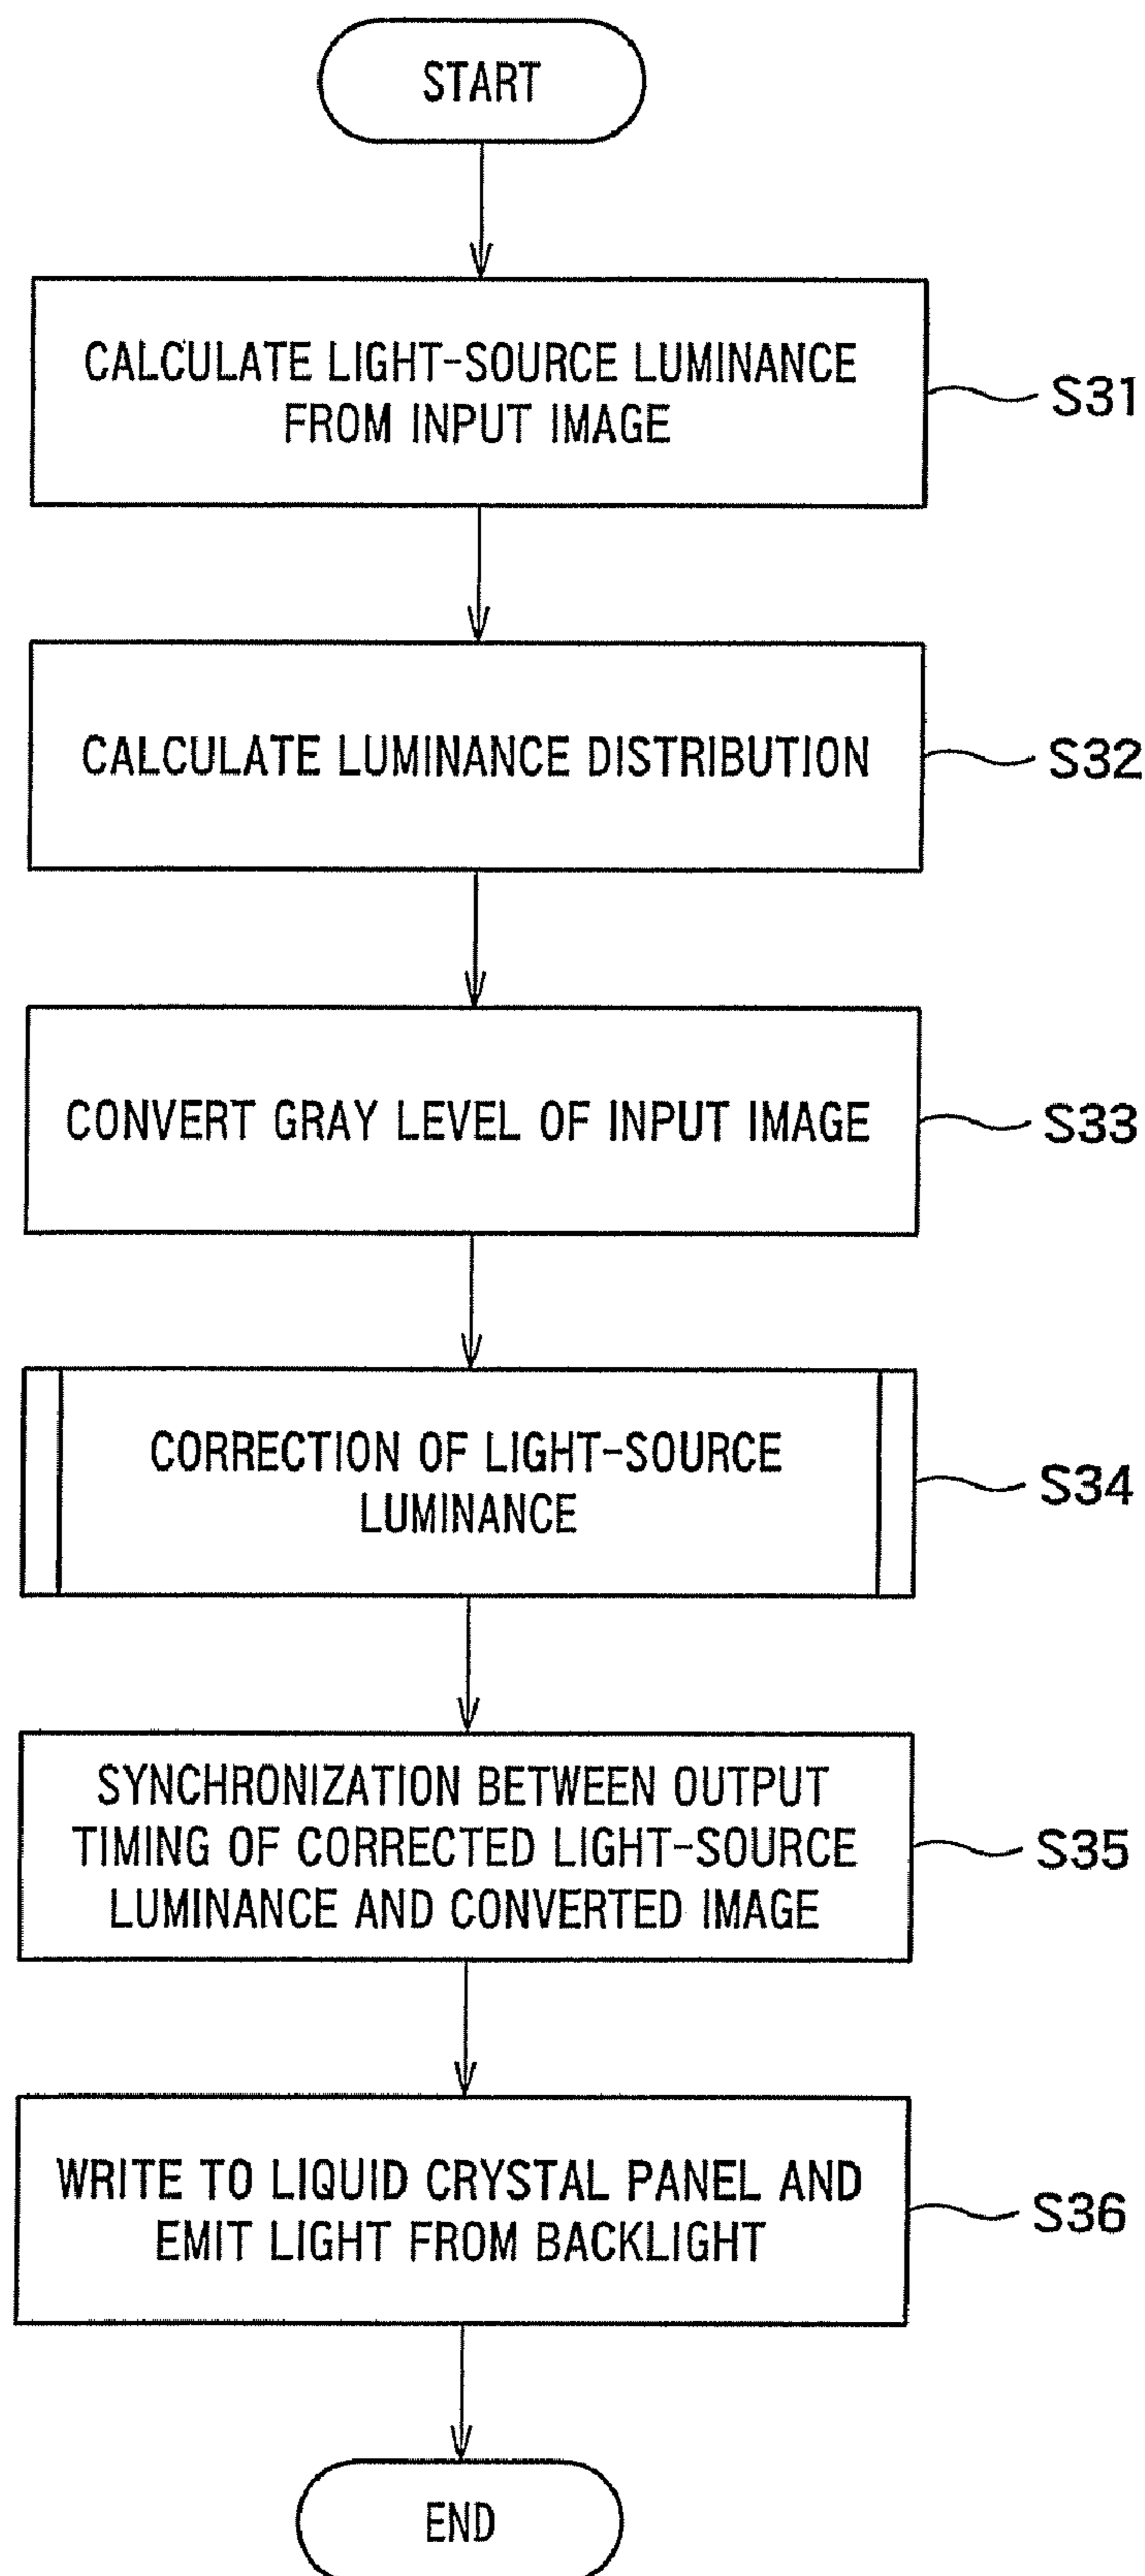 START
CALCULATE LIGHT-SOURCE LUMINANCE
FROM INPUT IMAGE
S31
CALCULATE LUMINANCE DISTRIBUTION
S32
CONVERT GRAY LEVEL OF INPUT IMAGE
S33
CORRECTION OF LIGHT-SOURCE
LUMINANCE
S34
SYNCHRONIZATION BETWEEN OUTPUT
TIMING OF CORRECTED LIGHT-SOURCE
LUMINANCE AND CONVERTED IMAGE
S35
WRITE TO LIQUID CRYSTAL PANEL AND
EMIT LIGHT FROM BACKLIGHT
S36
END